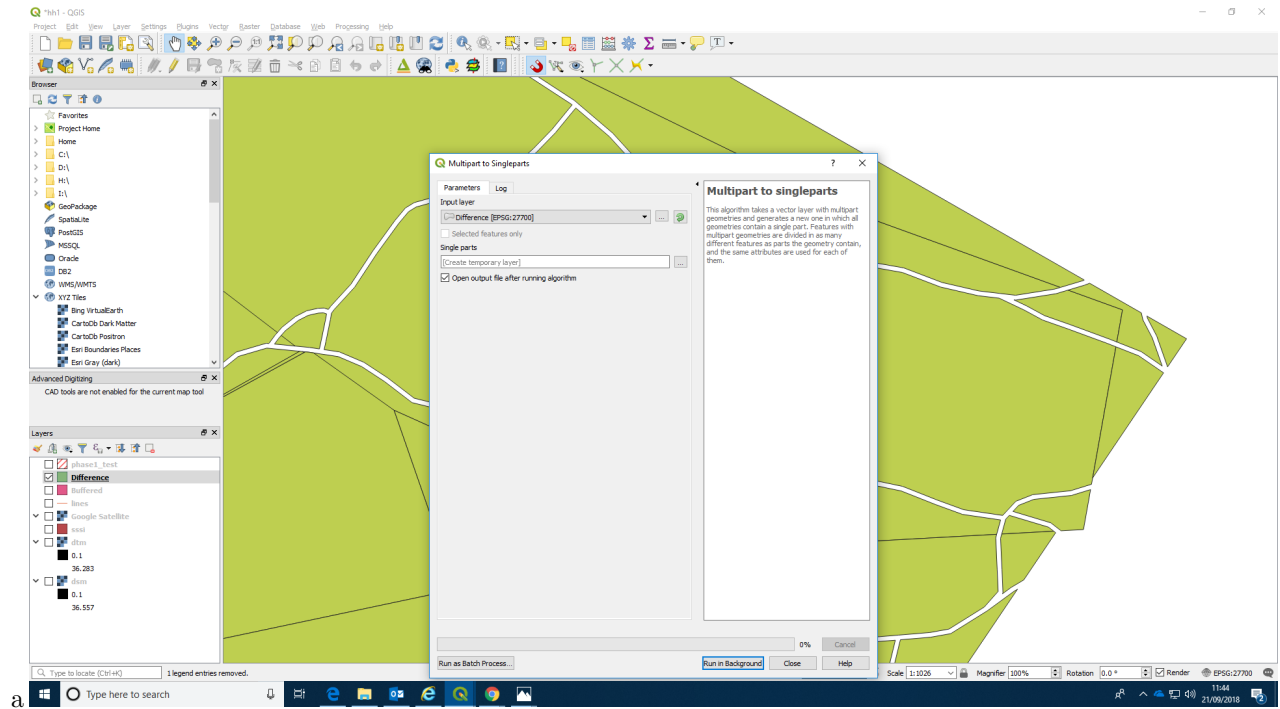 *hh1 - QGIS
Project Edit View Layer Settings Plugins Vector Raster Database Web Processing Help
Browser
Favorites
Project Home
Home
C:\
D:\
H:\
I:\
GeoPackage
SpatiaLite
PostGIS
MSSQL
Oracle
DB2
WMS/WMTS
XYZ Tiles
Bing VirtualEarth
CartoDb Dark Matter
CartoDb Positron
Esri Boundaries Places
Esri Gray (dark)
Advanced Digitizing
CAD tools are not enabled for the current map tool
Layers
phase1_test
Difference
Buffered
lines
Google Satellite
sssi
dtm
0.1
36.283
dsm
0.1
36.557
Multipart to Singleparts
? X
Parameters Log
Input layer
Difference [EPSG:27700]
...
Selected features only
Single parts
[Create temporary layer]
...
Open output file after running algorithm
Multipart to singleparts
This algorithm takes a vector layer with multipart
geometries and generates a new one in which all
geometries contain a single part. Features with
multipart geometries are divided in as many
different features as parts the geometry contain,
and the same attributes are used for each of
them.
0% Cancel
Run as Batch Process... Run in Background Close Help
Type to locate (Ctrl+K) 1 legend entries removed. Scale 1:1026 Magnifier 100% Rotation 0.0 ° Render EPSG:27700
a
Type here to search
11:44
21/09/2018
2